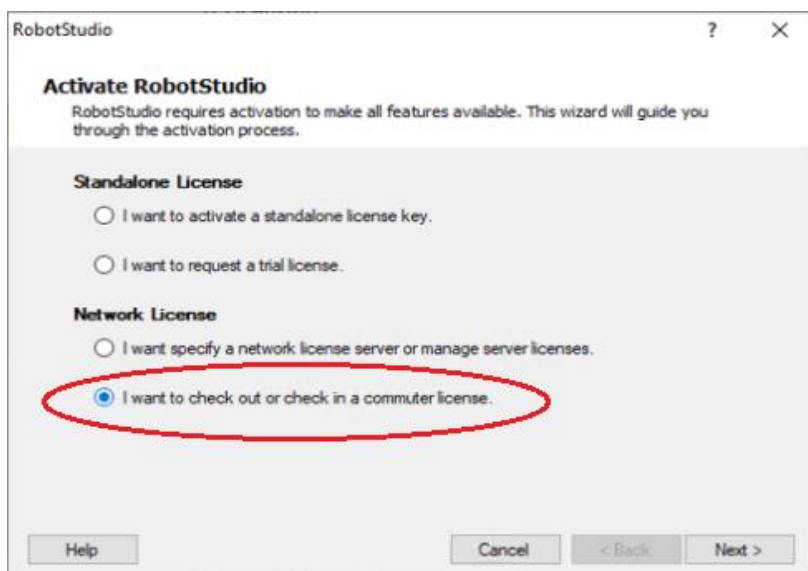 RobotStudio
?
Activate RobotStudio
RobotStudio requires activation to make all features available. This wizard will guide you
through the activation process.
Standalone License
I want to activate a standalone license key.
I want to request a trial license.
Network License
I want specify a network license server or manage server licenses.
I want to check out or check in a commuter license.
Help
Cancel
< Back
Next >